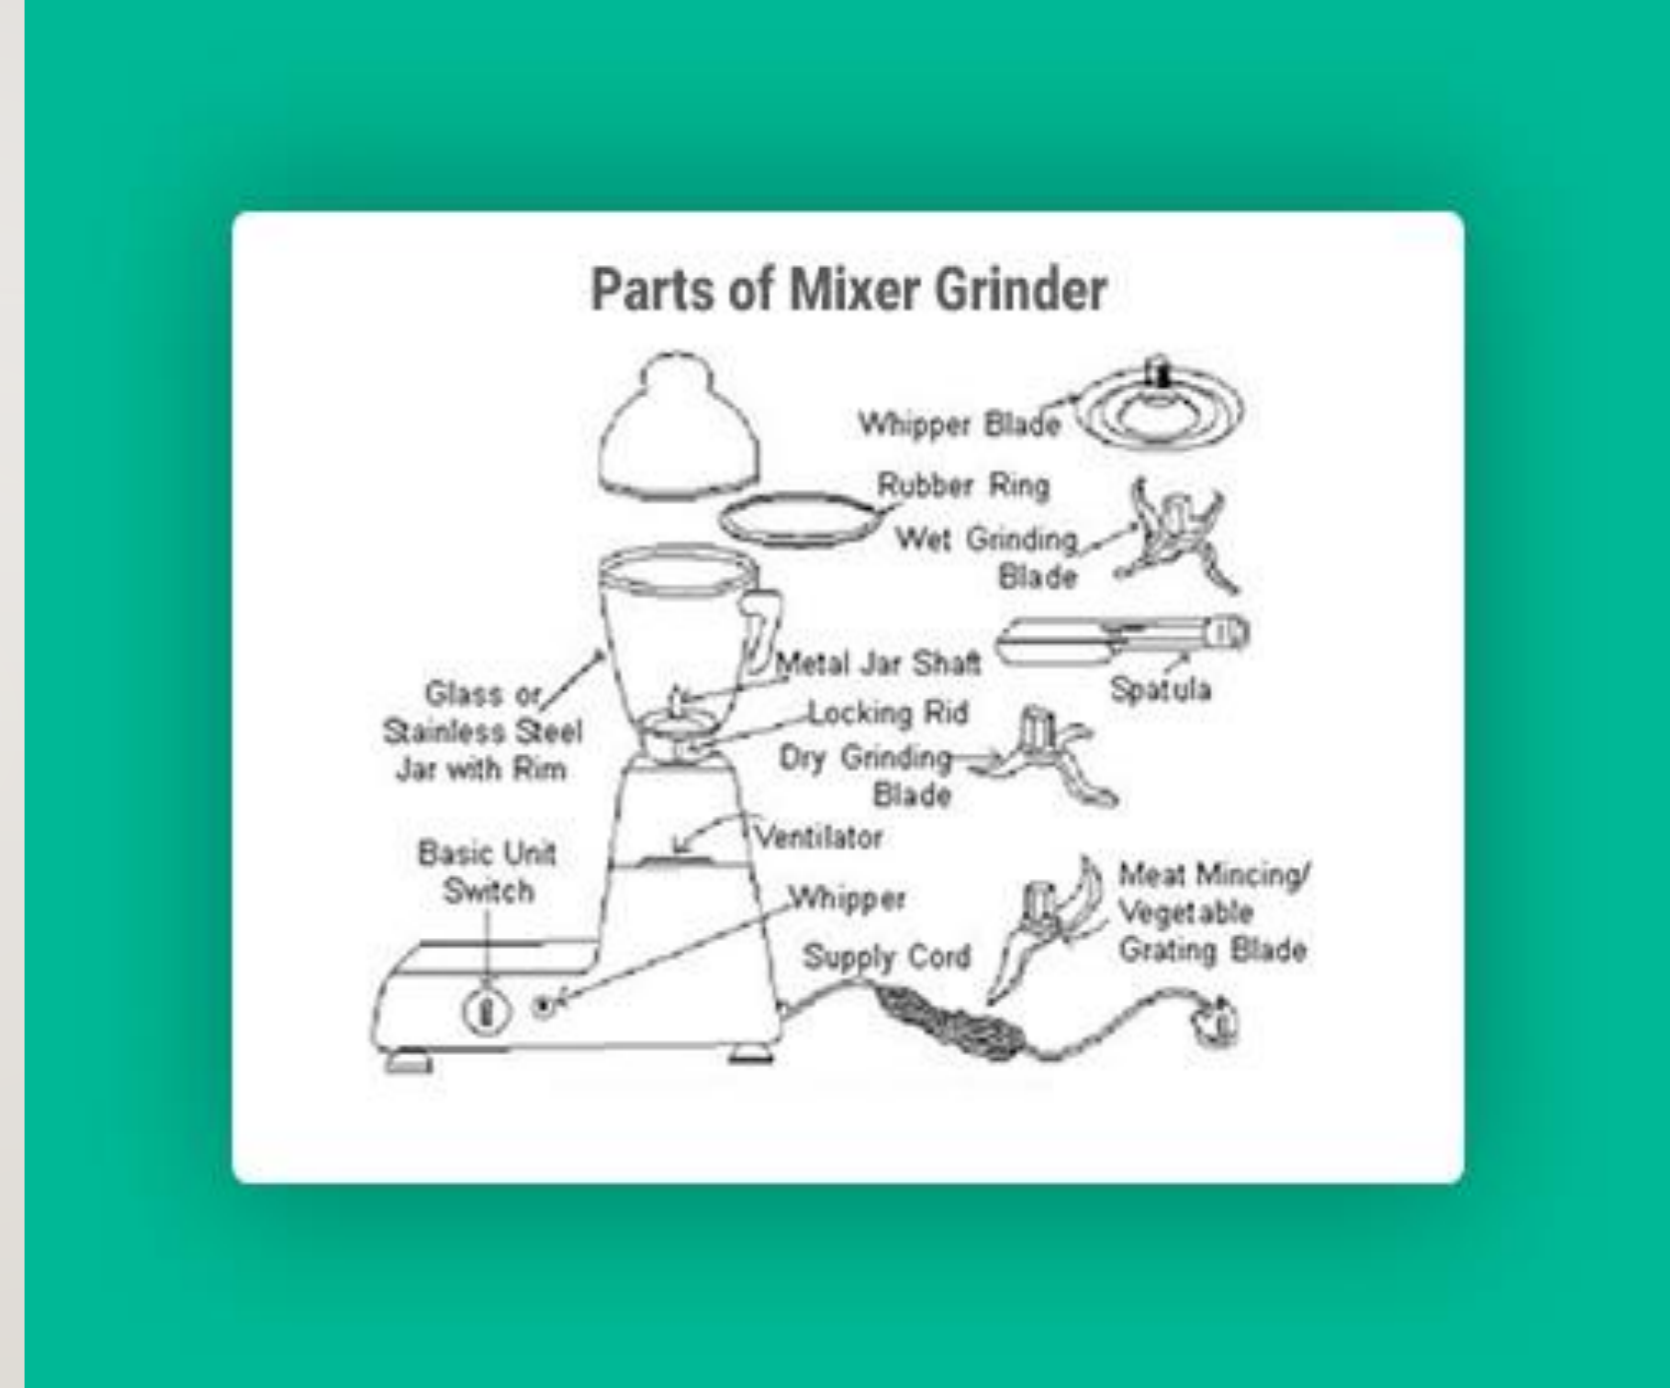 Parts of Mixer Grinder
Whipper Blade
Rubber Ring
Wet Grinding
Blade
Metal Jar Shaft
Spatula
Glass or
Stainless Steel
Jar with Rim
Locking Rid
Dry Grinding
Blade
Ventilator
Basic Unit
Switch
Whipper
Meat Mincing/
Vegetable
Grating Blade
Supply Cord